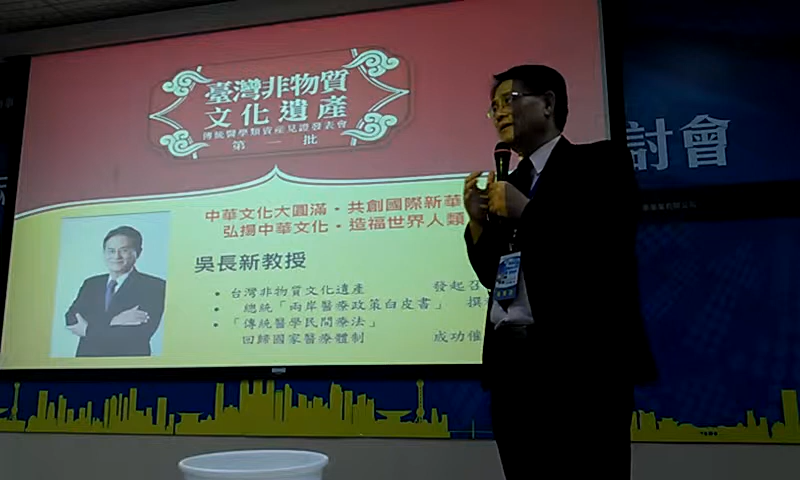 臺灣非物質
文化遺產
傳統醫學類資產見證發表會
第一批
討會
中華文化大圓滿·共創國際新華
弘揚中華文化·造福世界人類
吳長新教授
• 台灣非物質文化遺產 發起召
• 總統「兩岸醫療政策白皮書」 撰
• 「傳統醫學民間療法」
回歸國家醫療體制 成功催